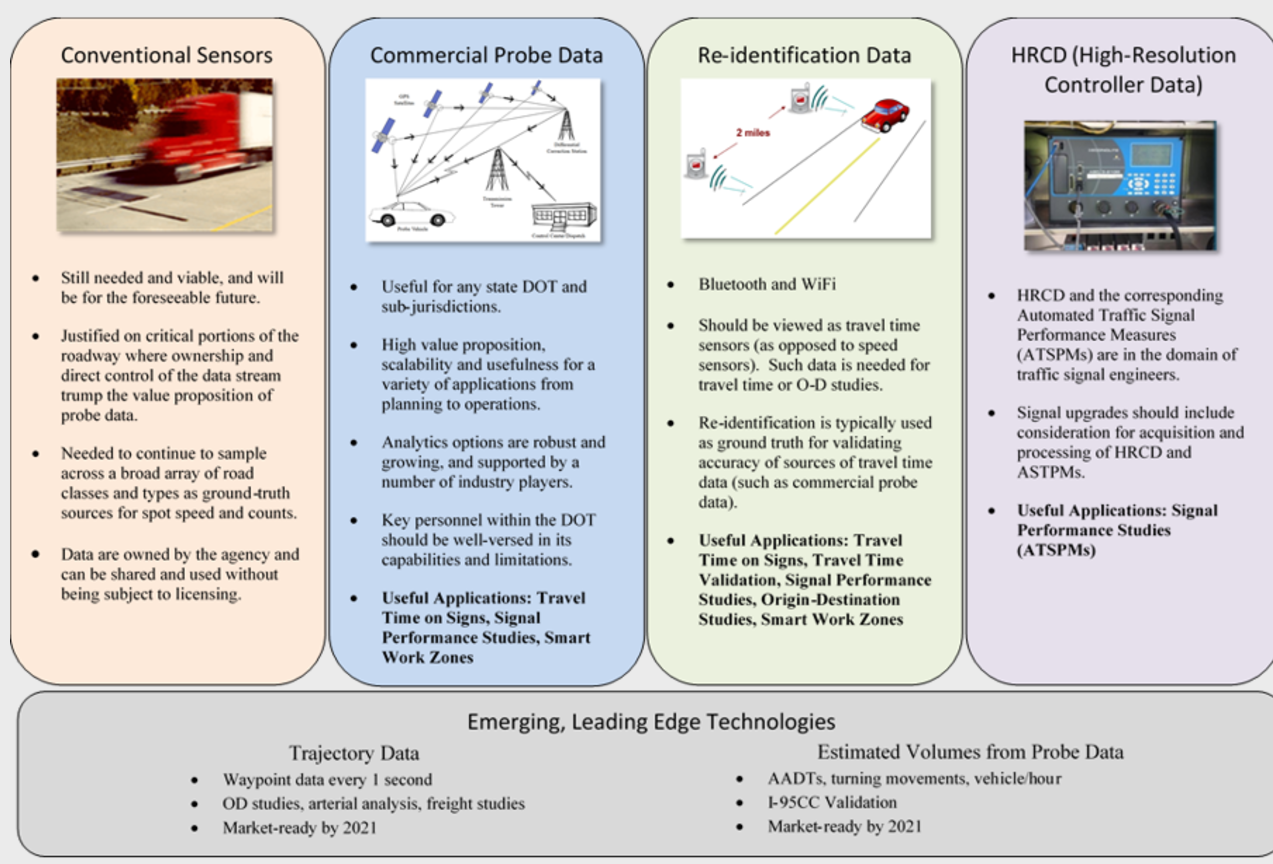 Conventional Sensors
• Still needed and viable, and will
be for the foreseeable future.
• Justified on critical portions of the
roadway where ownership and
direct control of the data stream
trump the value proposition of
probe data.
• Needed to continue to sample
across a broad array of road
classes and types as ground-truth
sources for spot speed and counts.
• Data are owned by the agency and
can be shared and used without
being subject to licensing.
Commercial Probe Data
GPS
Satellite
Differential
Correction Station
Transmission
Tower
Probe Vehicle
Control Center/Dispatch
• Useful for any state DOT and
sub-jurisdictions.
• High value proposition,
scalability and usefulness for a
variety of applications from
planning to operations.
• Analytics options are robust and
growing, and supported by a
number of industry players.
• Key personnel within the DOT
should be well-versed in its
capabilities and limitations.
• Useful Applications: Travel
Time on Signs, Signal
Performance Studies, Smart
Work Zones
Re-identification Data
2 miles
• Bluetooth and WiFi
• Should be viewed as travel time
sensors (as opposed to speed
sensors). Such data is needed for
travel time or O-D studies.
• Re-identification is typically used
as ground truth for validating
accuracy of sources of travel time
data (such as commercial probe
data).
• Useful Applications: Travel
Time on Signs, Travel Time
Validation, Signal Performance
Studies, Origin-Destination
Studies, Smart Work Zones
HRCD (High-Resolution
Controller Data)
• HRCD and the corresponding
Automated Traffic Signal
Performance Measures
(ATSPMs) are in the domain of
traffic signal engineers.
• Signal upgrades should include
consideration for acquisition and
processing of HRCD and
ASTPMs.
• Useful Applications: Signal
Performance Studies
(ATSPMs)
Emerging, Leading Edge Technologies
Trajectory Data
• Waypoint data every 1 second
• OD studies, arterial analysis, freight studies
• Market-ready by 2021
Estimated Volumes from Probe Data
• AADTs, turning movements, vehicle/hour
• I-95CC Validation
• Market-ready by 2021